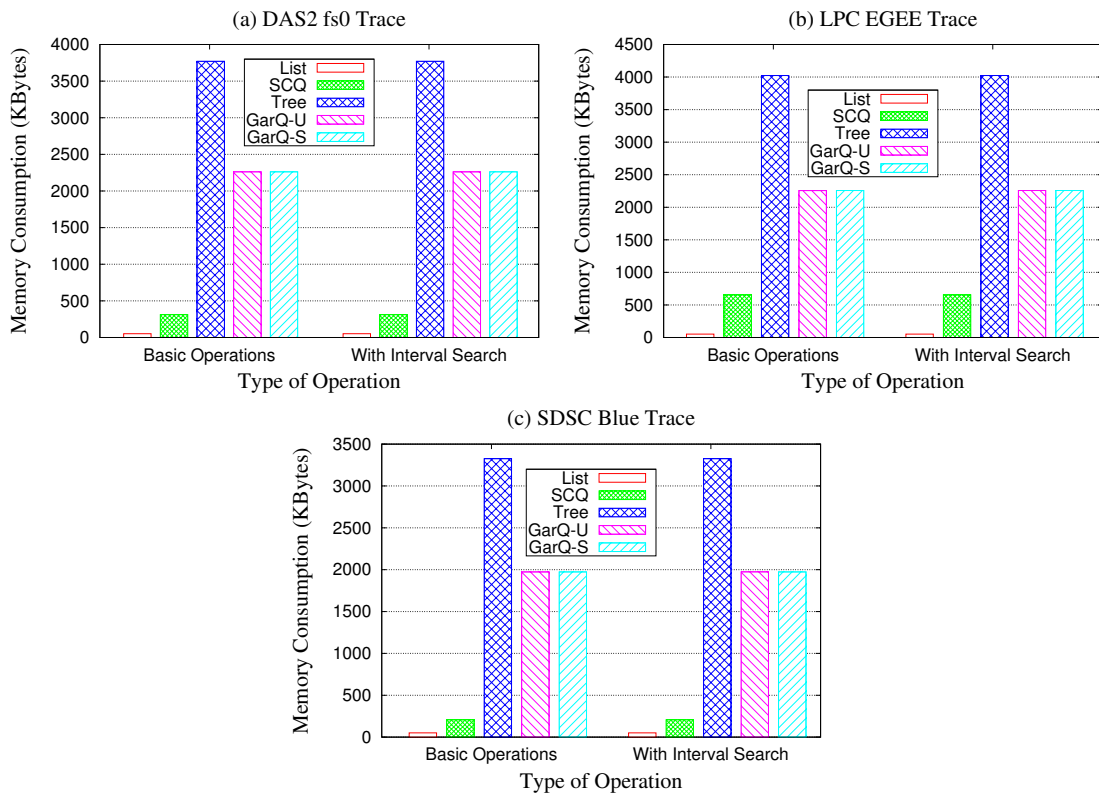 (a) DAS2 fs0 Trace
Memory Consumption (KBytes)
4000
3500
3000
2500
2000
1500
1000
500
0
List
SCQ
Tree
GarQ-U
GarQ-S
Basic Operations
With Interval Search
Type of Operation
(b) LPC EGEE Trace
Memory Consumption (KBytes)
4500
4000
3500
3000
2500
2000
1500
1000
500
0
List
SCQ
Tree
GarQ-U
GarQ-S
Basic Operations
With Interval Search
Type of Operation
(c) SDSC Blue Trace
Memory Consumption (KBytes)
3500
3000
2500
2000
1500
1000
500
0
List
SCQ
Tree
GarQ-U
GarQ-S
Basic Operations
With Interval Search
Type of Operation